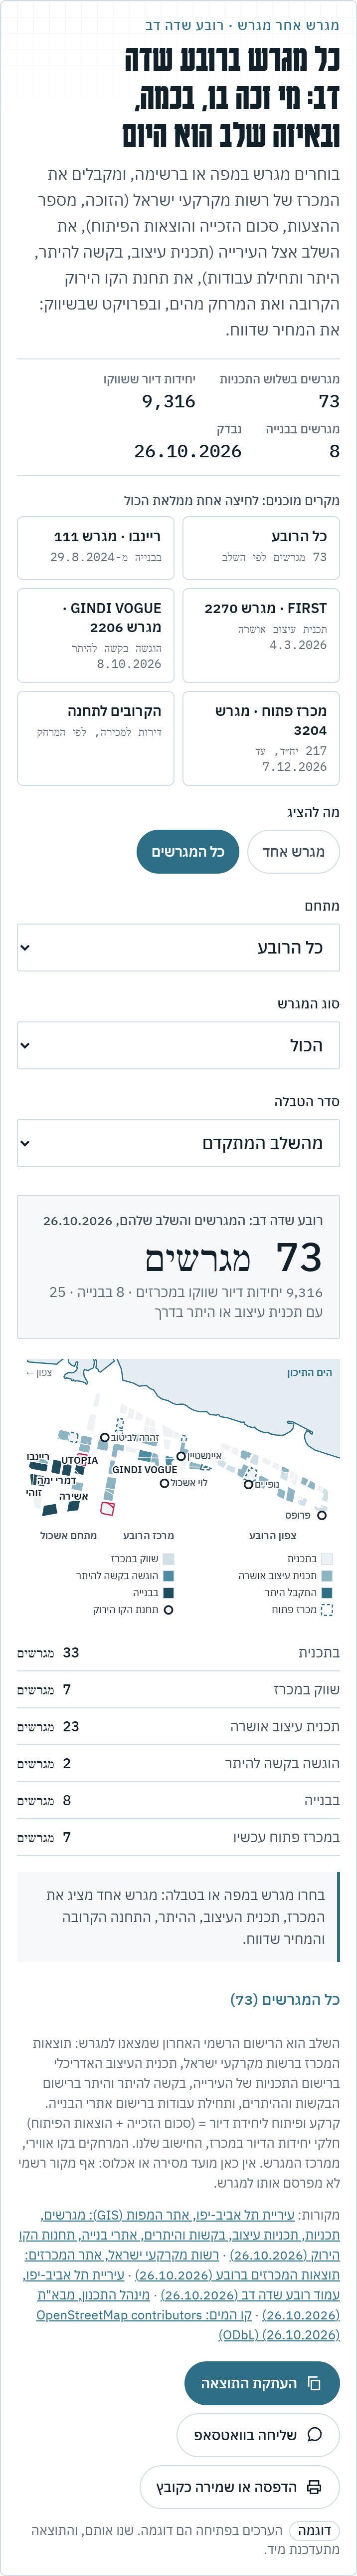 מגרש אחר מגרש · רובע שדה דב
כל מגרש ברובע שדה
דב: מי זכה בו, בכמה,
ובאיזה שלב הוא היום
בוחרים מגרש במפה או ברשימה, ומקבלים את
המכרז של רשות מקרקעי ישראל (הזוכה, מספר
ההצעות, סכום הזכייה והוצאות הפיתוח), את
השלב אצל העירייה (תכנית עיצוב, בקשה להיתר,
היתר ותחילת עבודות), את תחנת הקו הירוק
הקרובה ואת המרחק מהים, ובפרויקט שבשיווק:
את המחיר שדווח.
מגרשים בשלוש התכניות
73
יחידות דיור ששווקו
9,316
מגרשים בבנייה
8
נבדק
26.10.2026
מקרים מוכנים: לחיצה אחת ממלאת הכול
כל הרובע
73 מגרשים לפי השלב
ריינבו · מגרש 111
בבנייה מ-29.8.2024
FIRST · מגרש 2270
תכנית עיצוב אושרה
4.3.2026
GINDI VOGUE ·
מגרש 2206
הוגשה בקשה להיתר
8.10.2026
מכרז פתוח · מגרש
3204
217 יח״ד, עד
7.12.2026
הקרובים לתחנה
דירות למכירה, לפי המרחק
מה להציג
מגרש אחד
כל המגרשים
מתחם
כל הרובע
סוג המגרש
הכול
סדר הטבלה
מהשלב המתקדם
רובע שדה דב: המגרשים והשלב שלהם, 26.10.2026
73 מגרשים
9,316 יחידות דיור שווקו במכרזים · 8 בבנייה · 25
עם תכנית עיצוב או היתר בדרך
הים התיכון
צפון ←
זהרה לביטוב
איינשטיין
ריינבו
UTOPIA
GINDI VOGUE
לוי אשכול
נופים
זוהי
אשירה
פרופס
צפון הרובע
מרכז הרובע
מתחם אשכול
בתכנית
תכנית עיצוב אושרה
התקבל היתר
מכרז פתוח
שווק במכרז
הוגשה בקשה להיתר
בבנייה
תחנת הקו הירוק
בתכנית 33 מגרשים
שווק במכרז 7 מגרשים
תכנית עיצוב אושרה 23 מגרשים
הוגשה בקשה להיתר 2 מגרשים
בבנייה 8 מגרשים
במכרז פתוח עכשיו 7 מגרשים
בחרו מגרש במפה או בטבלה: מגרש אחד מציג את
המכרז, תכנית העיצוב, ההיתר, התחנה הקרובה
והמחיר שדווח.
כל המגרשים (73)
השלב הוא הרישום הרשמי האחרון שמצאנו למגרש: תוצאות
המכרז ברשות מקרקעי ישראל, תכנית העיצוב האדריכלי
ברישום התכניות של העירייה, בקשה להיתר והיתר ברישום
הבקשות וההיתרים, ותחילת עבודות ברישום אתרי הבנייה.
קרקע ופיתוח ליחידת דיור = (סכום הזכייה + הוצאות הפיתוח)
חלקי יחידות הדיור במכרז, החישוב שלנו. המרחקים בקו אווירי,
ממרכז המגרש. אין כאן מועד מסירה או אכלוס: אף מקור רשמי
לא מפרסם אותו למגרש.
מקורות: עיריית תל אביב-יפו, אתר המפות (GIS): מגרשים,
תכניות, תכניות עיצוב, בקשות והיתרים, אתרי בנייה, תחנות הקו
הירוק (26.10.2026) · רשות מקרקעי ישראל, אתר המכרזים:
תוצאות המכרזים ברובע (26.10.2026) · עיריית תל אביב-יפו,
עמוד רובע שדה דב (26.10.2026) · מינהל התכנון, מבא"ת
(26.10.2026) · קו המים: OpenStreetMap contributors
(ODbL) (26.10.2026)
העתקת התוצאה
שליחה בוואטסאפ
הדפסה או שמירה כקובץ
דוגמה הערכים בפתיחה הם דוגמה. שנו אותם, והתוצאה
מתעדכנת מיד.